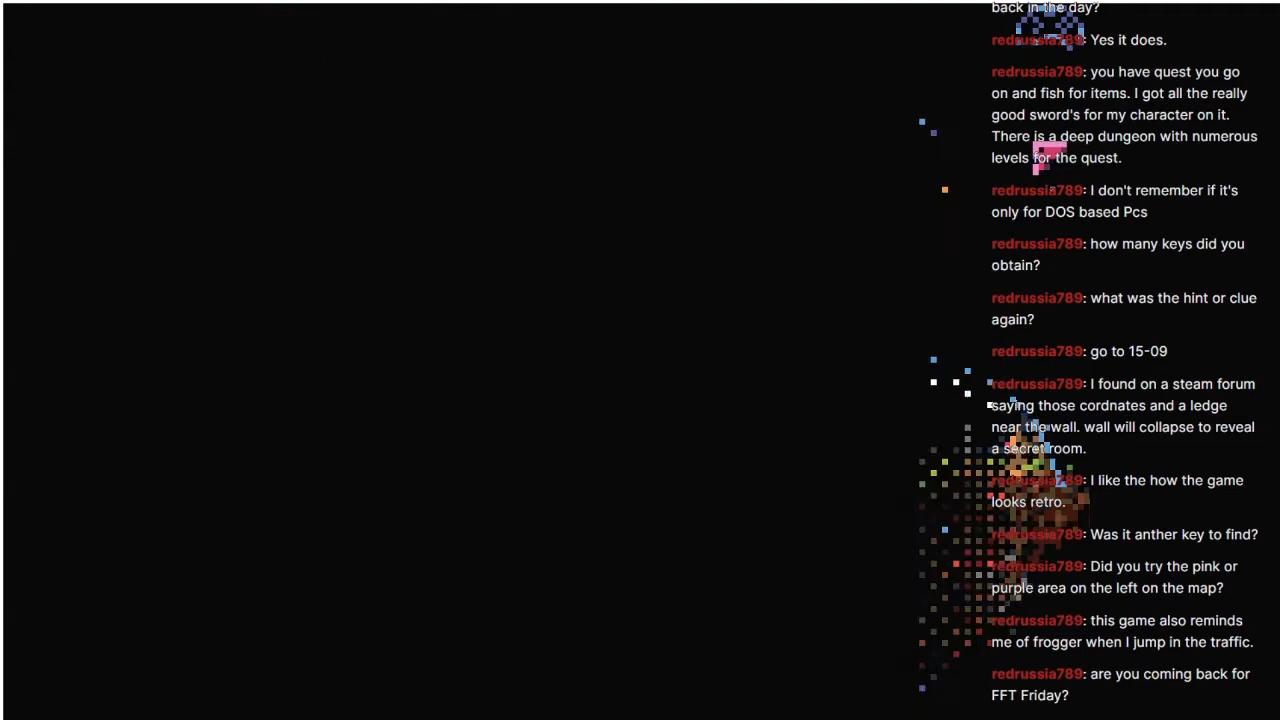 back in the day?
redrussia789: Yes it does.
redrussia789: you have quest you go
on and fish for items. I got all the really
good sword's for my character on it.
There is a deep dungeon with numerous
levels for the quest.
redrussia789: I don't remember if it's
only for DOS based Pcs
redrussia789: how many keys did you
obtain?
redrussia789: what was the hint or clue
again?
redrussia789: go to 15-09
redrussia789: I found on a steam forum
saying those cordnates and a ledge
near the wall. wall will collapse to reveal
a secret room.
redrussia789: I like the how the game
looks retro.
redrussia789: Was it anther key to find?
redrussia789: Did you try the pink or
purple area on the left on the map?
redrussia789: this game also reminds
me of frogger when I jump in the traffic.
redrussia789: are you coming back for
FFT Friday?